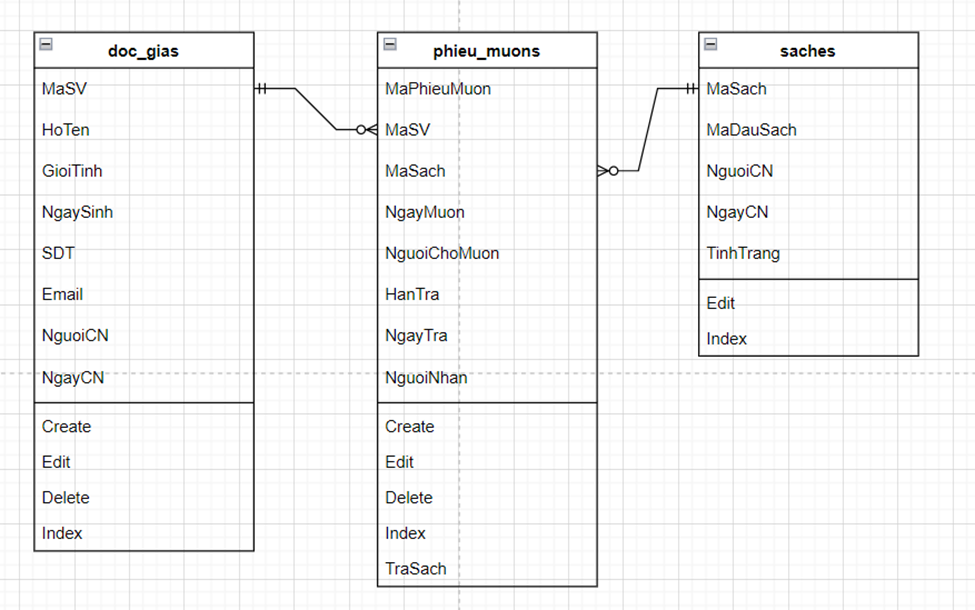 doc_gias
MaSV
HoTen
GioiTinh
NgaySinh
SDT
Email
NguoiCN
NgayCN
Create
Edit
Delete
Index
phieu_muons
MaPhieuMuon
MaSV
MaSach
NgayMuon
NguoiChoMuon
HanTra
NgayTra
NguoiNhan
Create
Edit
Delete
Index
TraSach
saches
MaSach
MaDauSach
NguoiCN
NgayCN
TinhTrang
Edit
Index